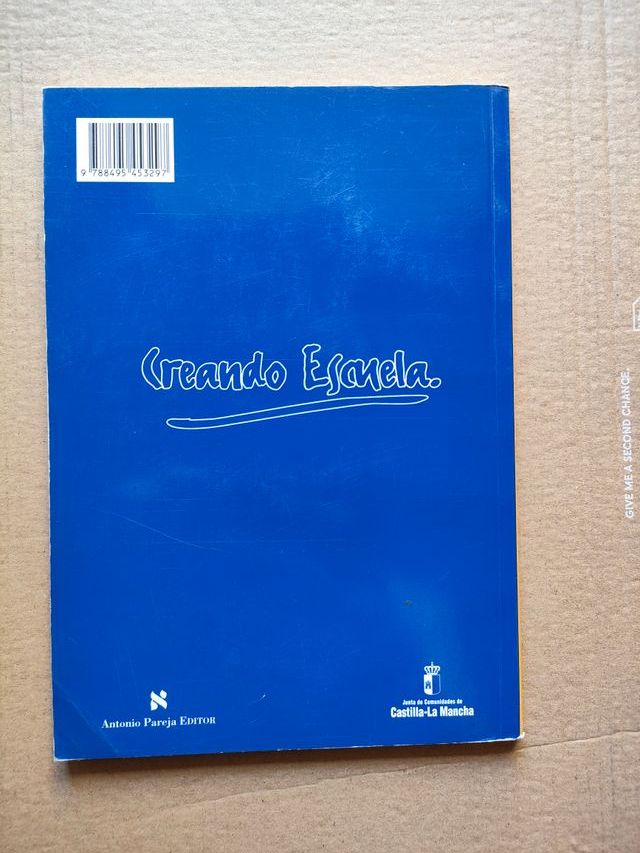 9 788495 453297
Creando Escuela.
Antonio Pareja EDITOR
Junta de Comunidades de
Castilla-La Mancha
GIVE ME A SECOND CHANCE.